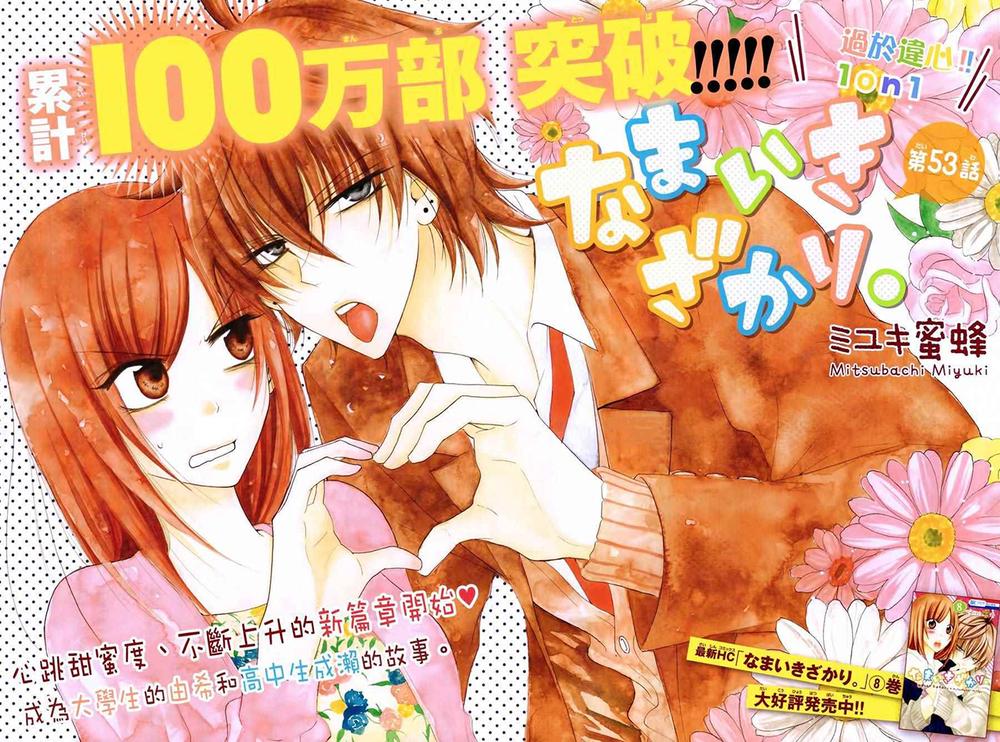 累計
100万部 突破!!!!!
過於違心!!
1on1
なまいき
ざかり。
第53話
ミユキ蜜蜂
Mitsubachi Miyuki
心跳甜蜜度、不斷上升的新篇章開始♥
成為大學生的由希和高中生成瀨的故事。
最新HC「なまいきざかり。」⑧巻
大好評発売中!!